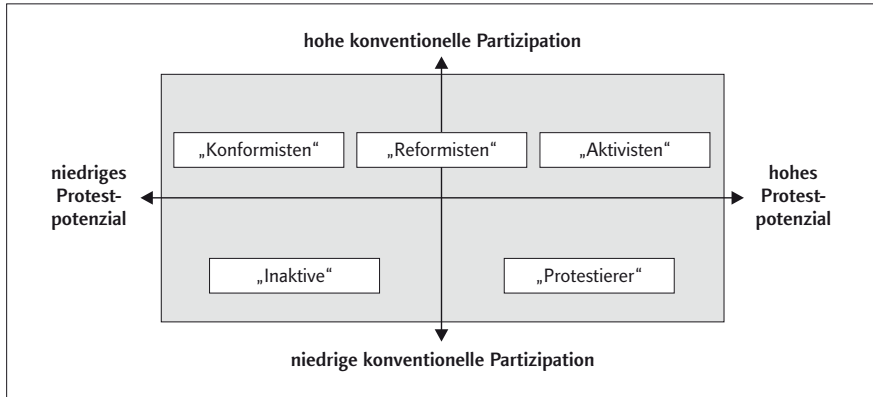 hohe konventionelle Partizipation
„Konformisten“
„Reformisten“
„Aktivisten“
niedriges
Protest-
potenzial
hohes
Protest-
potenzial
„Inaktive“
„Protestierer“
niedrige konventionelle Partizipation